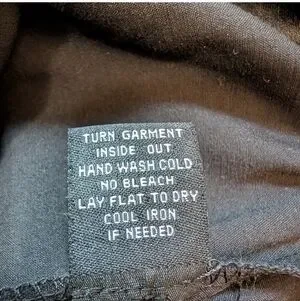 TURN GARMENT
INSIDE OUT
HAND WASH COLD
NO BLEACH
LAY FLAT TO DRY
COOL IRON
IF NEEDED